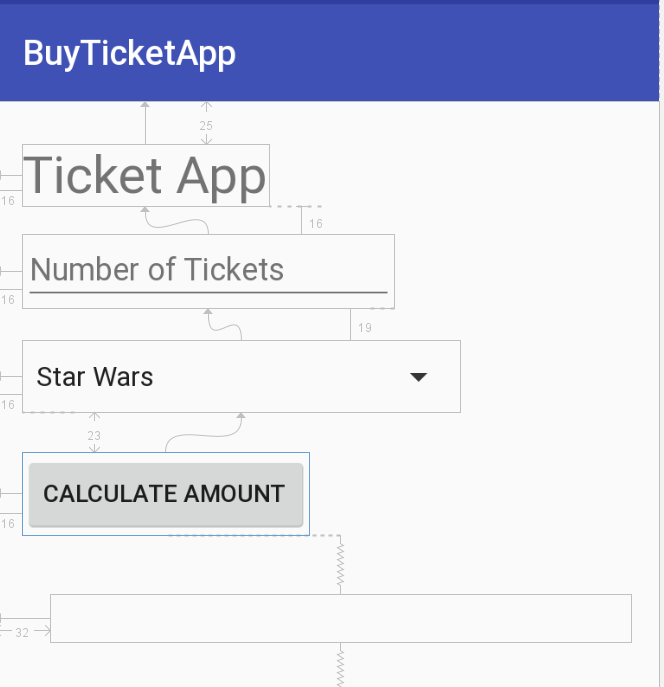 BuyTicketApp
25
Ticket App
16
16
Number of Tickets
16
19
Star Wars
16
23
CALCULATE AMOUNT
16
32